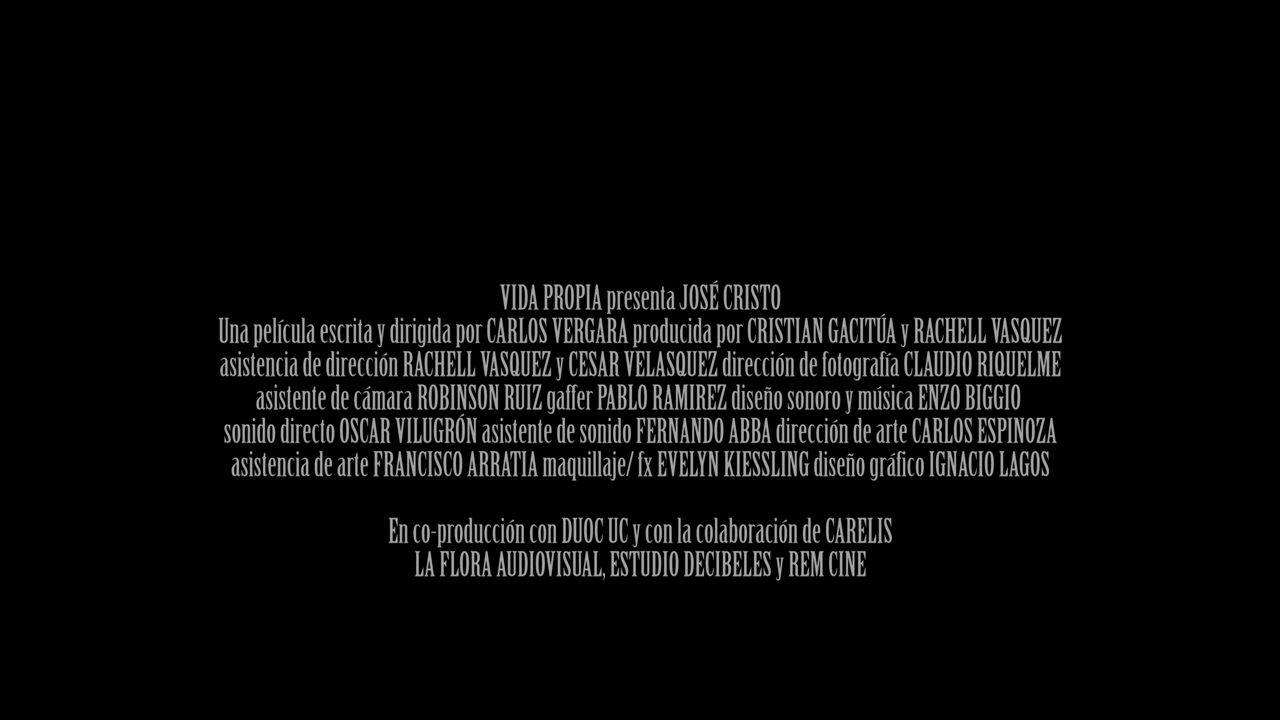 VIDA PROPIA presenta JOSÉ CRISTO
Una película escrita y dirigida por CARLOS VERGARA producida por CRISTIAN GACITÚA y RACHELL VASQUEZ
asistencia de dirección RACHELL VASQUEZ y CESAR VELASQUEZ dirección de fotografía CLAUDIO RIQUELME
asistente de cámara ROBINSON RUIZ gaffer PABLO RAMIREZ diseño sonoro y música ENZO BIGGIO
sonido directo OSCAR VILUGRÓN asistente de sonido FERNANDO ABBA dirección de arte CARLOS ESPINOZA
asistencia de arte FRANCISCO ARRATIA maquillaje/ fx EVELYN KIESSLING diseño gráfico IGNACIO LAGOS
En co-producción con DUOC UC y con la colaboración de CARELIS
LA FLORA AUDIOVISUAL, ESTUDIO DECIBELES y REM CINE